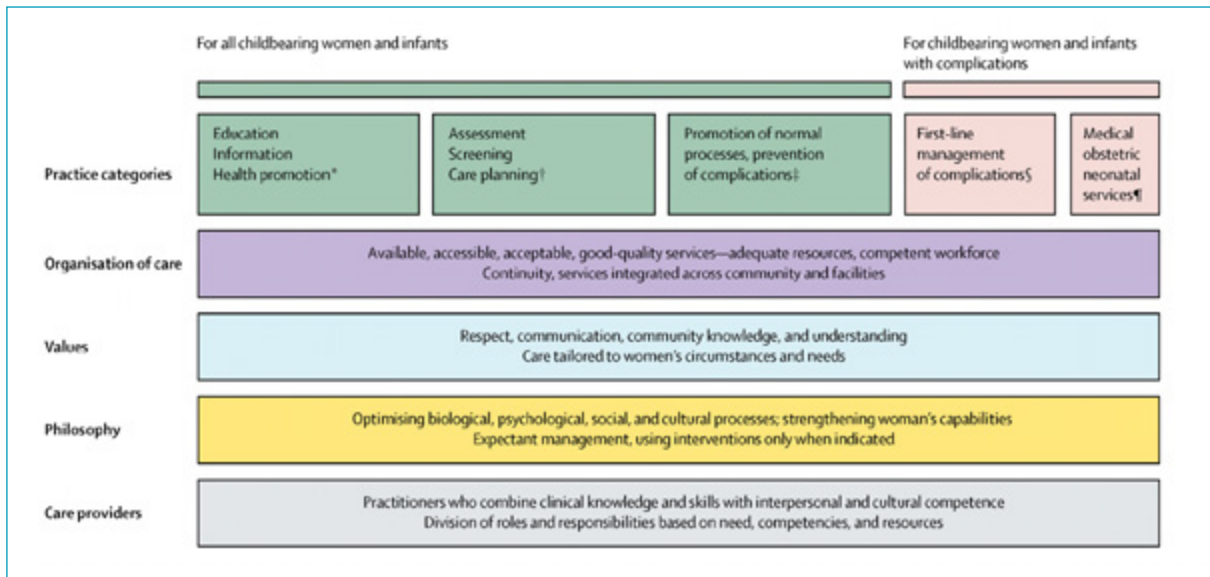 For all childbearing women and infants
For childbearing women and infants
with complications
Practice categories
Education
Information
Health promotion*
Assessment
Screening
Care planning†
Promotion of normal
processes, prevention
of complications‡
First-line
management
of complications§
Medical
obstetric
neonatal
services¶
Organisation of care
Available, accessible, acceptable, good-quality services—adequate resources, competent workforce
Continuity, services integrated across community and facilities
Values
Respect, communication, community knowledge, and understanding
Care tailored to women's circumstances and needs
Philosophy
Optimising biological, psychological, social, and cultural processes; strengthening woman's capabilities
Expectant management, using interventions only when indicated
Care providers
Practitioners who combine clinical knowledge and skills with interpersonal and cultural competence
Division of roles and responsibilities based on need, competencies, and resources